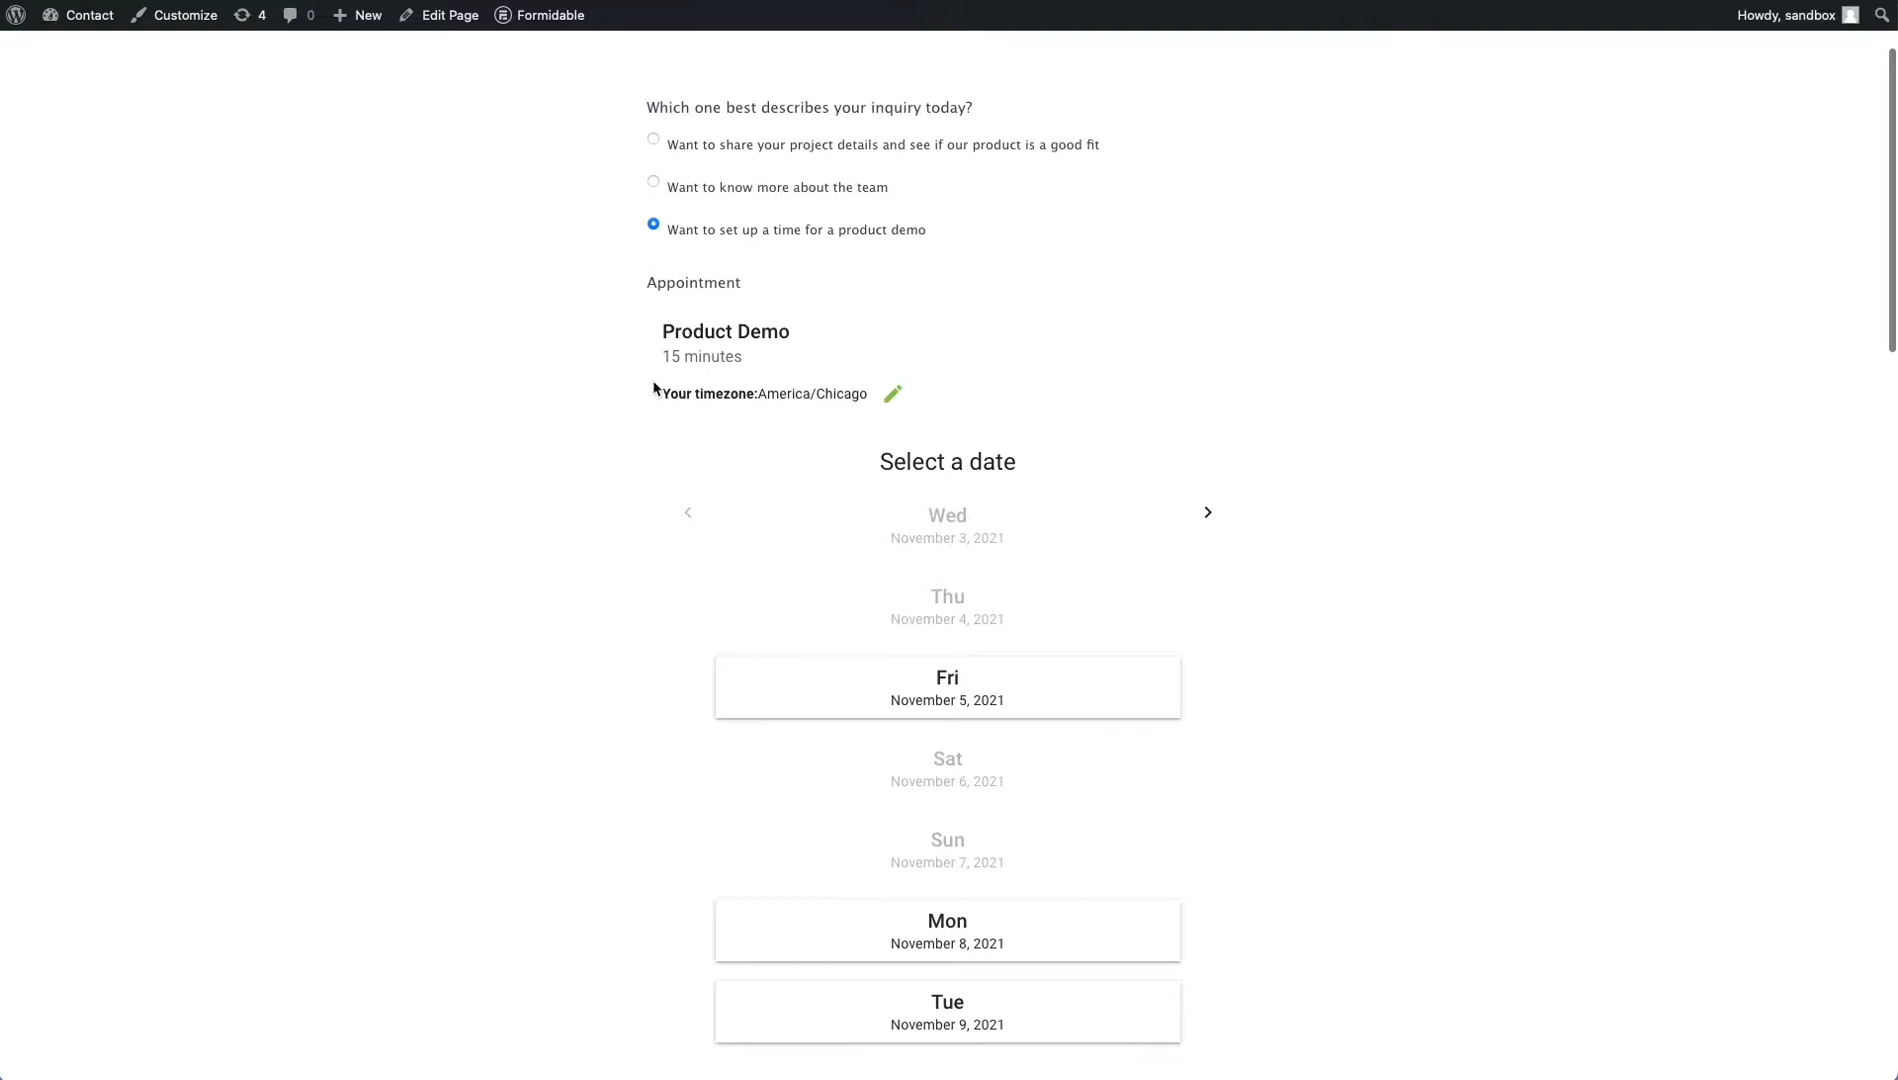 Contact Customize 4 0 New Edit Page Formidable Howdy, sandbox
Which one best describes your inquiry today?
Want to share your project details and see if our product is a good fit
Want to know more about the team
Want to set up a time for a product demo
Appointment
Product Demo
15 minutes
Your timezone:America/Chicago
Select a date
Wed
November 3, 2021
Thu
November 4, 2021
Fri
November 5, 2021
Sat
November 6, 2021
Sun
November 7, 2021
Mon
November 8, 2021
Tue
November 9, 2021